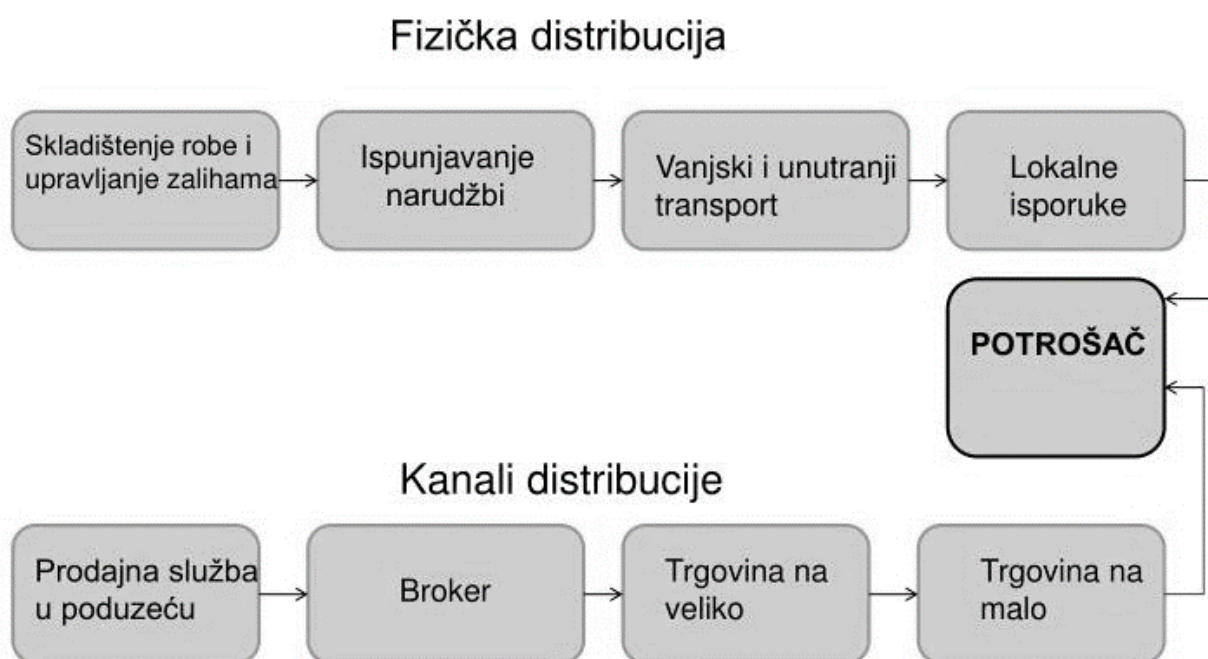 Fizička distribucija
Skladištenje robe i
upravljanje zalihama
Ispunjavanje
narudžbi
Vanjski i unutranji
transport
Lokalne
isporuke
POTROŠAČ
Kanali distribucije
Prodajna služba
u poduzeću
Broker
Trgovina na
veliko
Trgovina na
malo